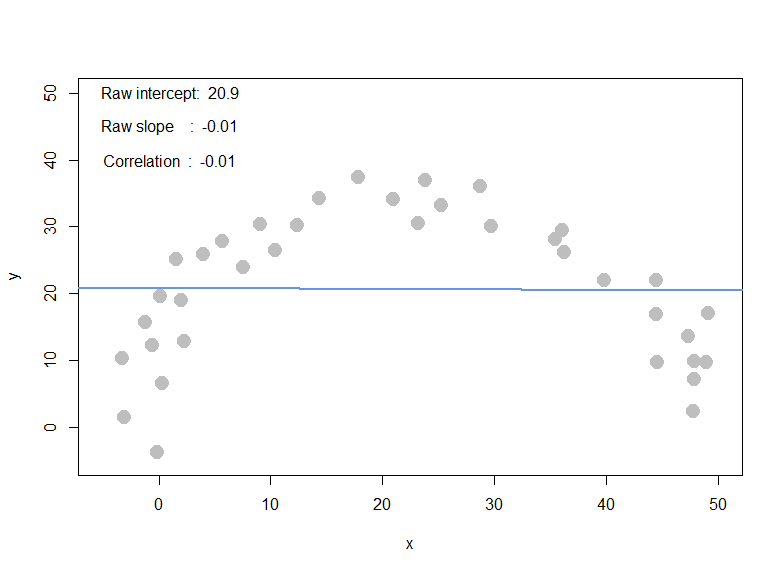 Raw intercept: 20.9
Raw slope : -0.01
Correlation : -0.01
50
40
30
20
10
0
y
0 10 20 30 40 50
x